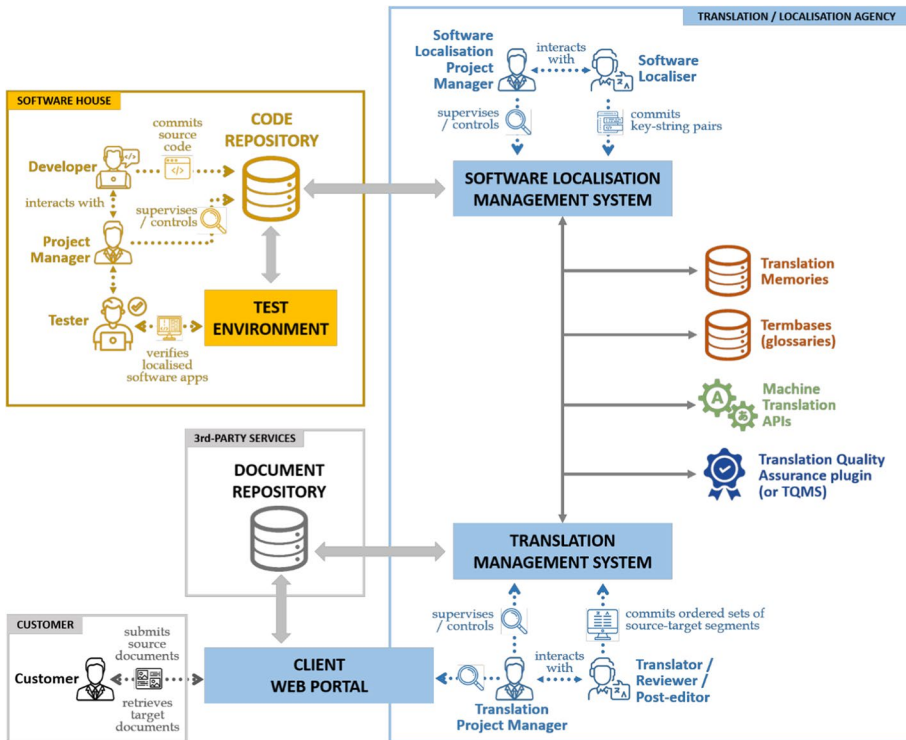 TRANSLATION / LOCALISATION AGENCY
Software
Localisation
Project
Manager
interacts
with
Software
Localiser
supervises
/ controls
commits
key-string pairs
SOFTWARE LOCALISATION
MANAGEMENT SYSTEM
SOFTWARE HOUSE
commits
source
code
CODE
REPOSITORY
Developer
interacts with
supervises
/ controls
Project
Manager
Tester
verifies
localised
software apps
TEST
ENVIRONMENT
Translation
Memories
Termbases
(glossaries)
A
Machine
Translation
APIs
Translation Quality
Assurance plugin
(or TQMS)
3rd-PARTY SERVICES
DOCUMENT
REPOSITORY
TRANSLATION
MANAGEMENT SYSTEM
supervises
/ controls
commits ordered sets of
source-target segments
interacts
with
Translation
Project Manager
Translator /
Reviewer /
Post-editor
CUSTOMER
submits
source
documents
Customer
retrieves
target
documents
CLIENT
WEB PORTAL